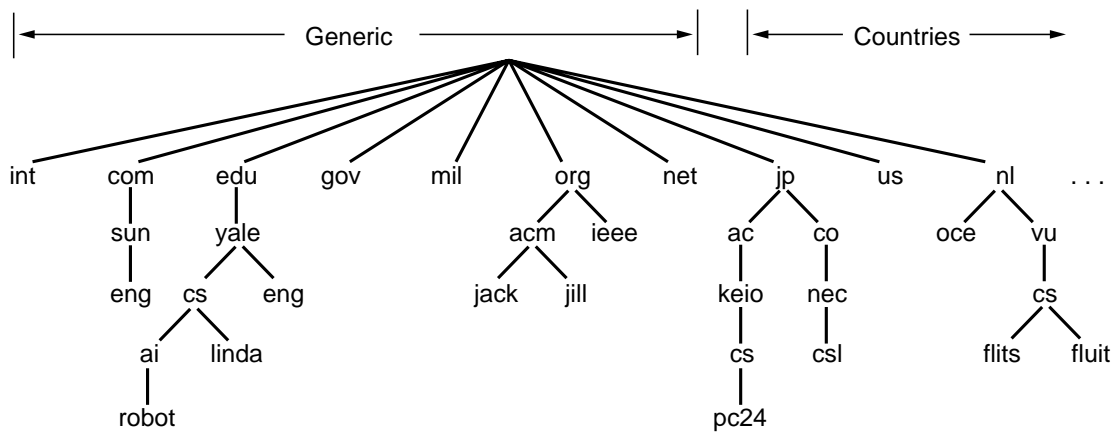 Generic Countries
int com edu gov mil org net jp us nl . . .
sun yale acm ieee ac co oce vu
eng cs eng jack jill keio nec cs
ai linda cs csl flits fluit
robot pc24